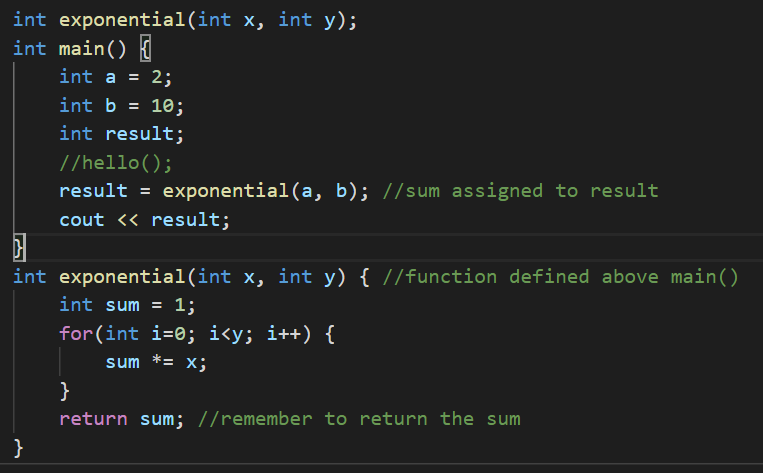 int exponential(int x, int y);
int main() {
    int a = 2;
    int b = 10;
    int result;
    //hello();
    result = exponential(a, b); //sum assigned to result
    cout << result;
}
int exponential(int x, int y) { //function defined above main()
    int sum = 1;
    for(int i=0; i<y; i++) {
        sum *= x;
    }
    return sum; //remember to return the sum
}